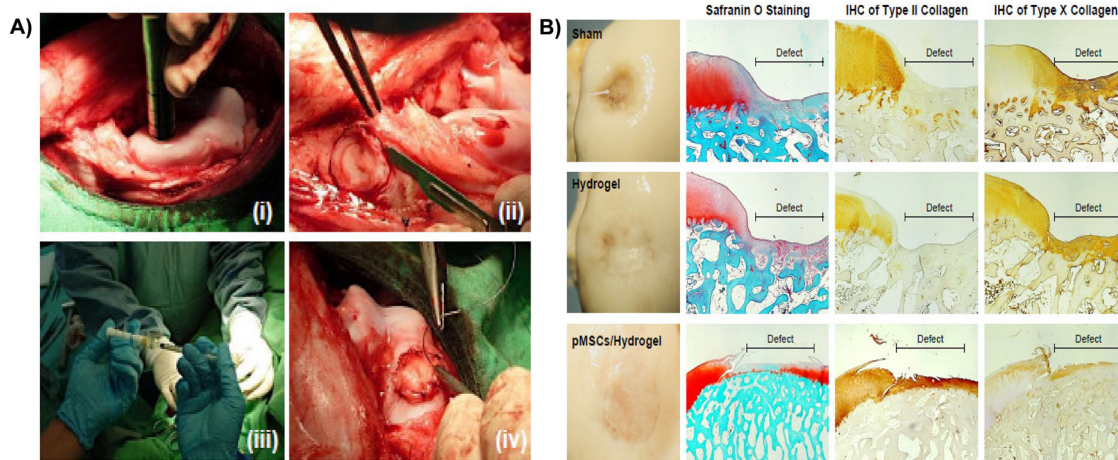 A)
(i)
(ii)
(iii)
(iv)
B)
Safranin O Staining
IHC of Type II Collagen
IHC of Type X Collagen
Sham
Defect
Defect
Defect
Hydrogel
Defect
Defect
Defect
pMSCs/Hydrogel
Defect
Defect
Defect